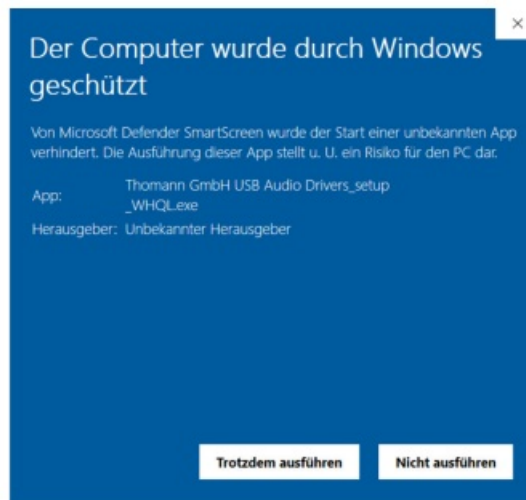 Der Computer wurde durch Windows
geschützt
Von Microsoft Defender SmartScreen wurde der Start einer unbekannten App
verhindert. Die Ausführung dieser App stellt u. U. ein Risiko für den PC dar.
App: Thomann GmbH USB Audio Drivers_setup
_WHQL.exe
Herausgeber: Unbekannter Herausgeber
Trotzdem ausführen Nicht ausführen